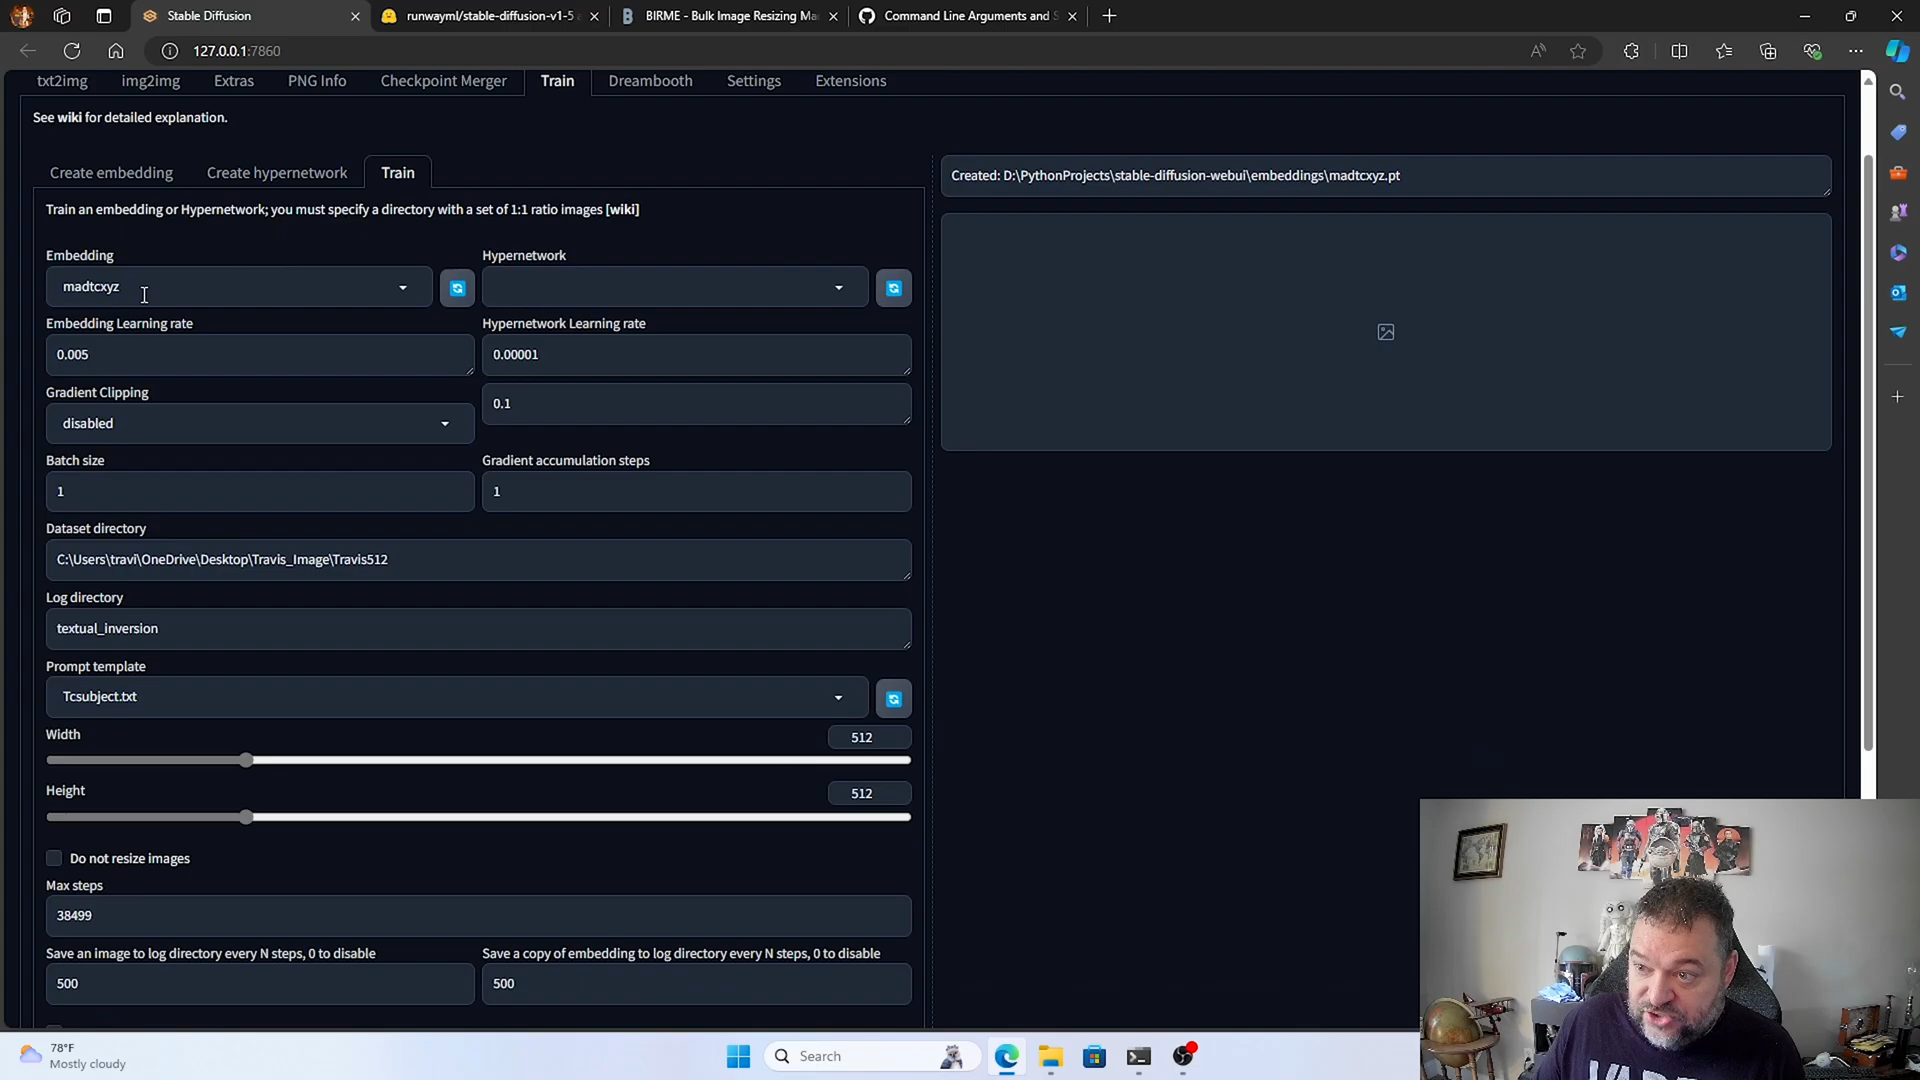 Stable Diffusion
runwayml/stable-diffusion-v1-5 a
BIRME - Bulk Image Resizing Ma
Command Line Arguments and S
127.0.0.1:7860
txt2img img2img Extras PNG Info Checkpoint Merger Train Dreambooth Settings Extensions
See wiki for detailed explanation.
Create embedding Create hypernetwork Train
Train an embedding or Hypernetwork; you must specify a directory with a set of 1:1 ratio images [wiki]
Embedding Hypernetwork
madtcxyz
Embedding Learning rate Hypernetwork Learning rate
0.005 0.00001
Gradient Clipping
disabled 0.1
Batch size Gradient accumulation steps
1 1
Dataset directory
C:\Users\travi\OneDrive\Desktop\Travis_Image\Travis512
Log directory
textual_inversion
Prompt template
Tcsubject.txt
Width 512
Height 512
Do not resize images
Max steps
38499
Save an image to log directory every N steps, 0 to disable Save a copy of embedding to log directory every N steps, 0 to disable
500 500
Created: D:\PythonProjects\stable-diffusion-webui\embeddings\madtcxyz.pt
78°F
Mostly cloudy
Search